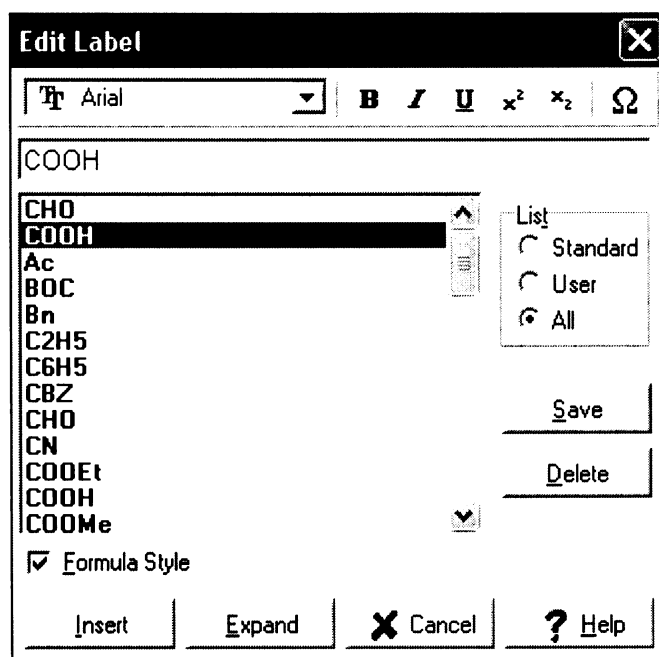 Edit Label
Arial B I U x² x₂ Ω
COOH
CHO
COOH
Ac
BOC
Bn
C2H5
C6H5
CBZ
CHO
CN
COOEt
COOH
COOMe
List
Standard
User
All
Save
Delete
Formula Style
Insert Expand Cancel ? Help